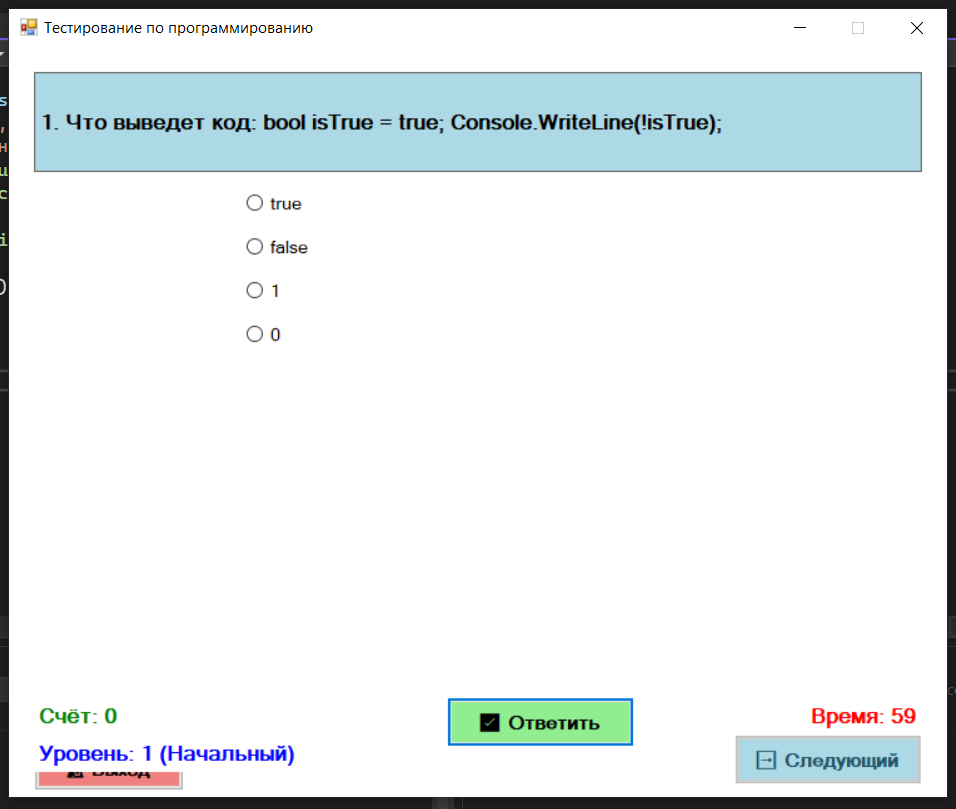 Тестирование по программированию
1. Что выведет код: bool isTrue = true; Console.WriteLine(!isTrue);
true
false
1
0
Счёт: 0
Ответить
Время: 59
Уровень: 1 (Начальный)
Выход
Следующий